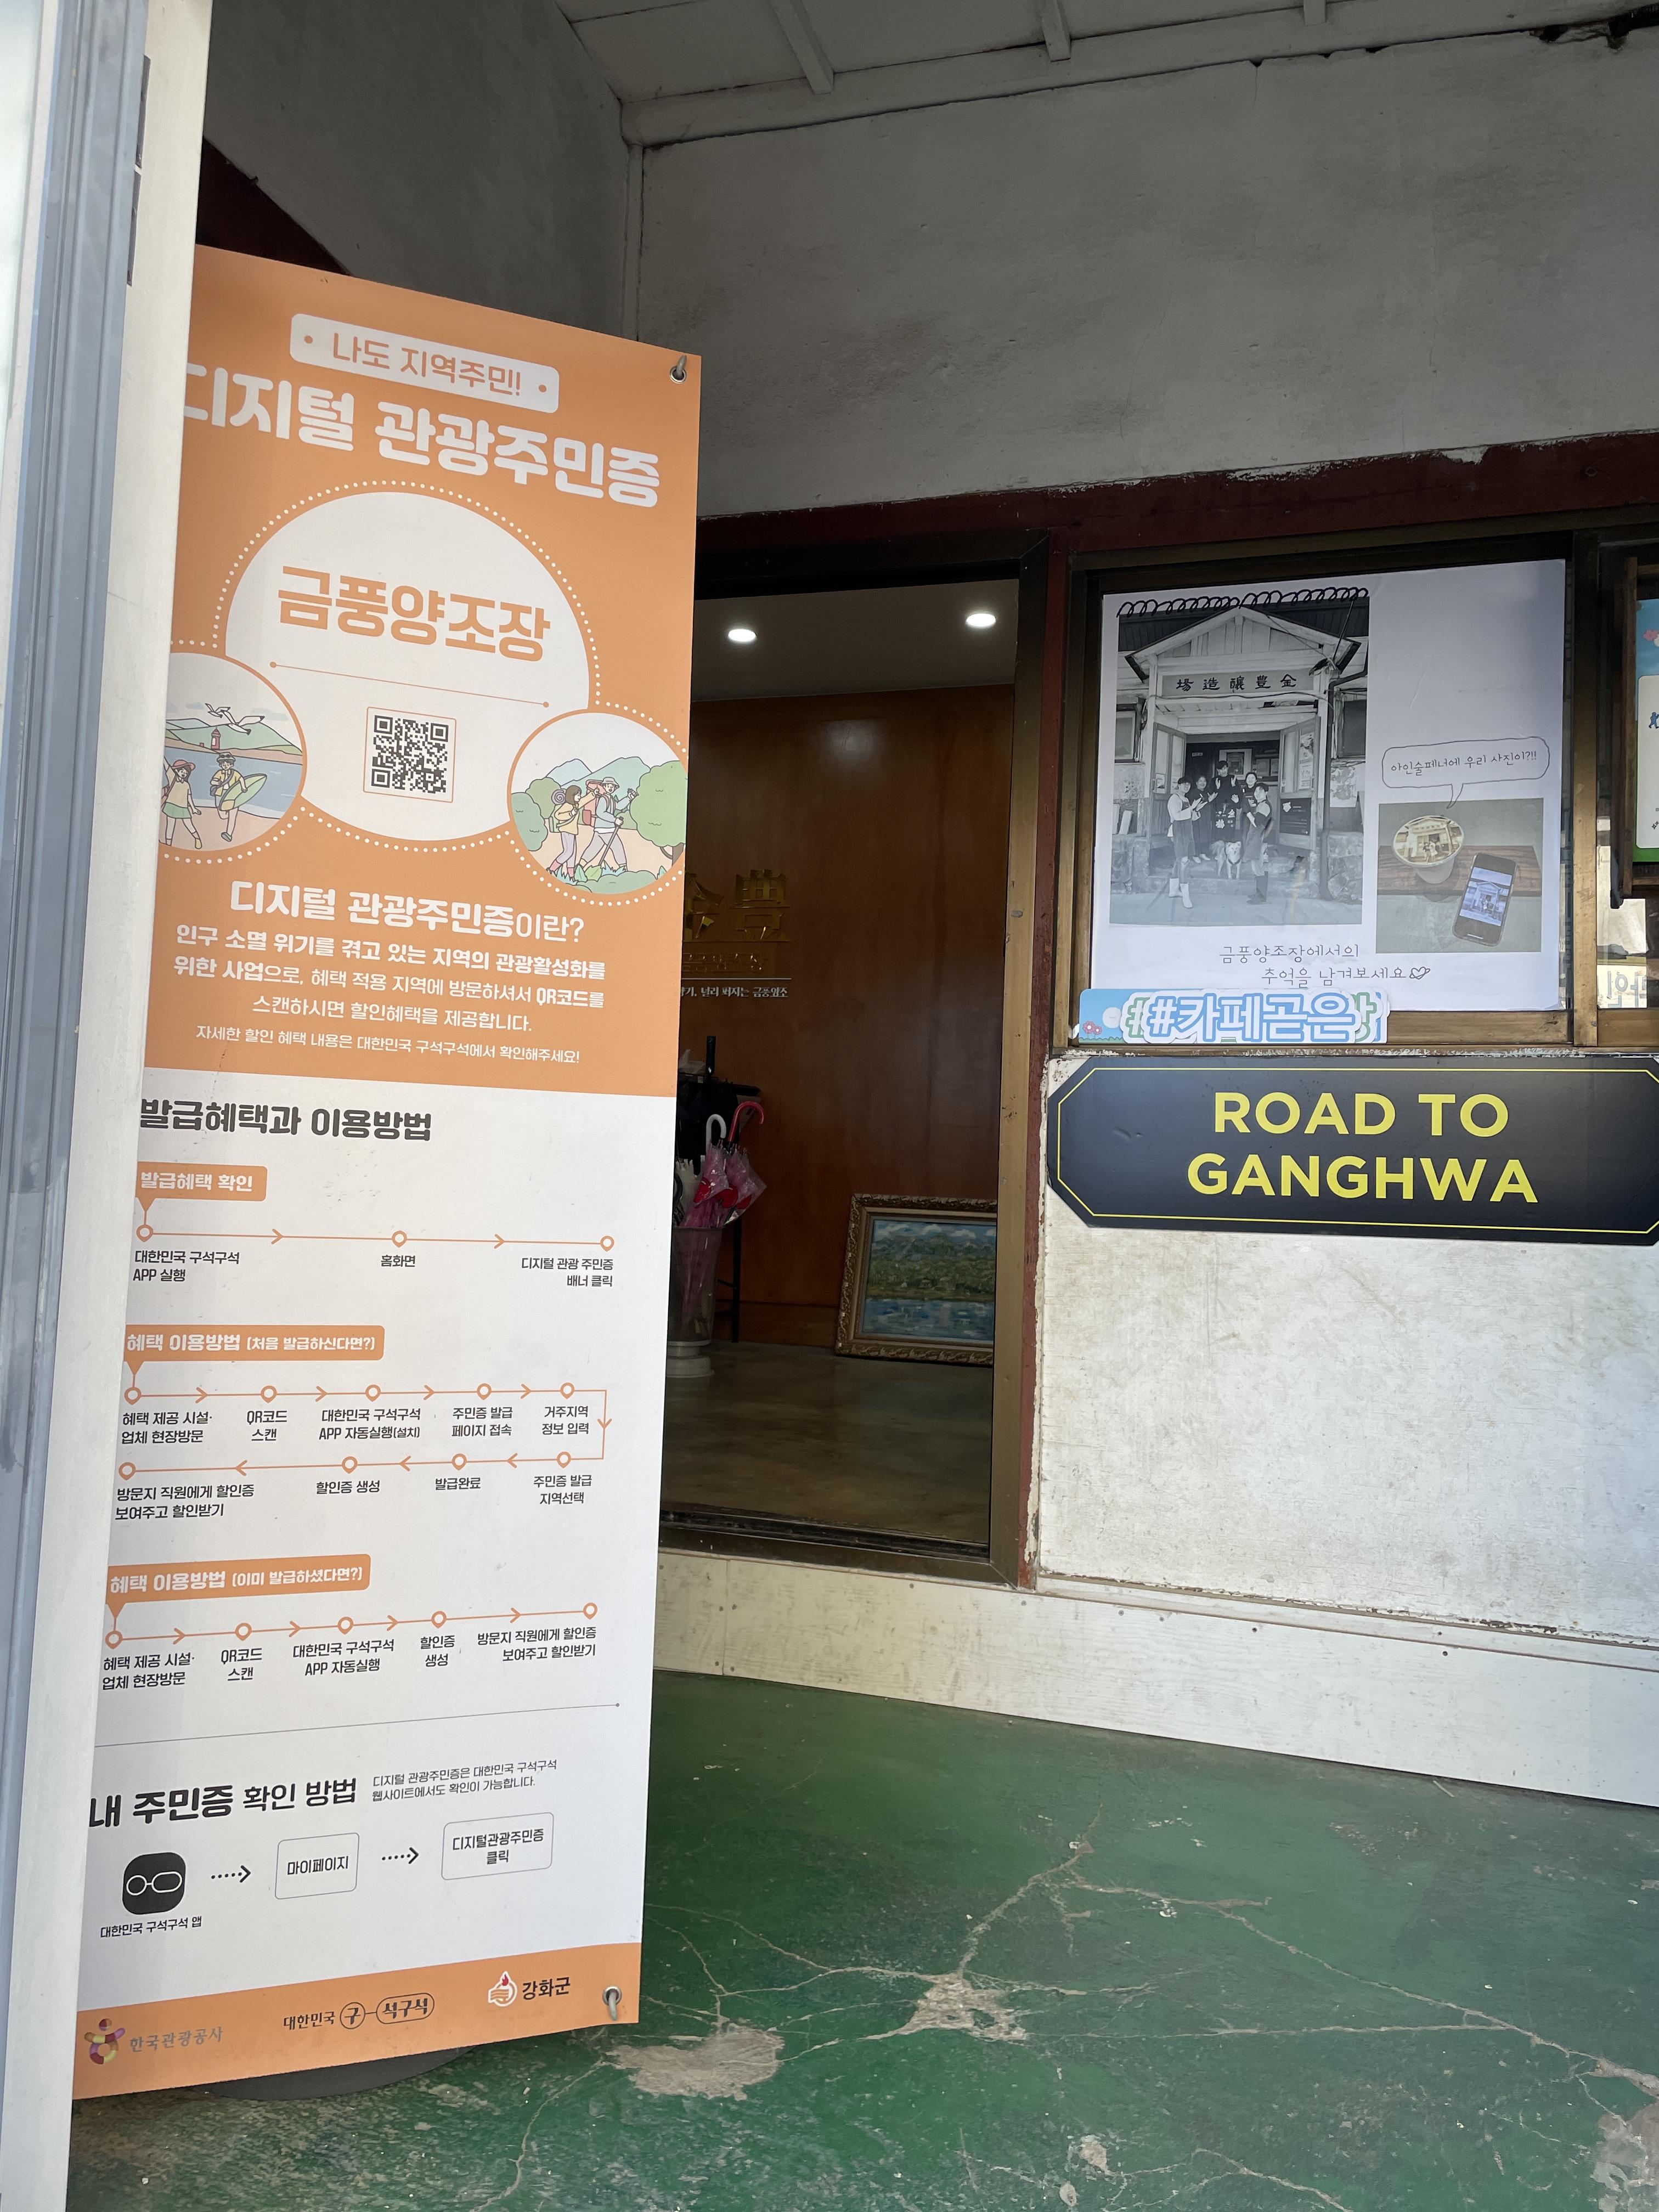 나도 지역주민!
디지털 관광주민증
금풍양조장
디지털 관광주민증이란?
인구 소멸 위기를 겪고 있는 지역의 관광활성화를
위한 사업으로, 혜택 적용 지역에 방문하셔서 QR코드를
스캔하시면 할인혜택을 제공합니다.
자세한 할인 혜택 내용은 대한민국 구석구석에서 확인해주세요!
발급혜택과 이용방법
발급혜택 확인
대한민국 구석구석
APP 실행
홈화면
디지털 관광 주민증
배너 클릭
혜택 이용방법 (처음 발급하신다면?)
혜택 제공 시설·
업체 현장방문
QR코드
스캔
대한민국 구석구석
APP 자동실행(설치)
주민증 발급
페이지 접속
거주지역
정보 입력
주민증 발급
지역선택
발급완료
할인증 생성
방문지 직원에게 할인증
보여주고 할인받기
혜택 이용방법 (이미 발급하셨다면?)
혜택 제공 시설·
업체 현장방문
QR코드
스캔
대한민국 구석구석
APP 자동실행
할인증
생성
방문지 직원에게 할인증
보여주고 할인받기
내 주민증 확인 방법
디지털 관광주민증은 대한민국 구석구석
웹사이트에서도 확인이 가능합니다.
대한민국 구석구석 앱
마이페이지
디지털관광주민증
클릭
한국관광공사
대한민국 구석구석
강화군
場造釀豊金
아인슈페너에 우리 사진이?!!
금풍양조장에서의
추억을 남겨보세요
#카페곧은
ROAD TO
GANGHWA